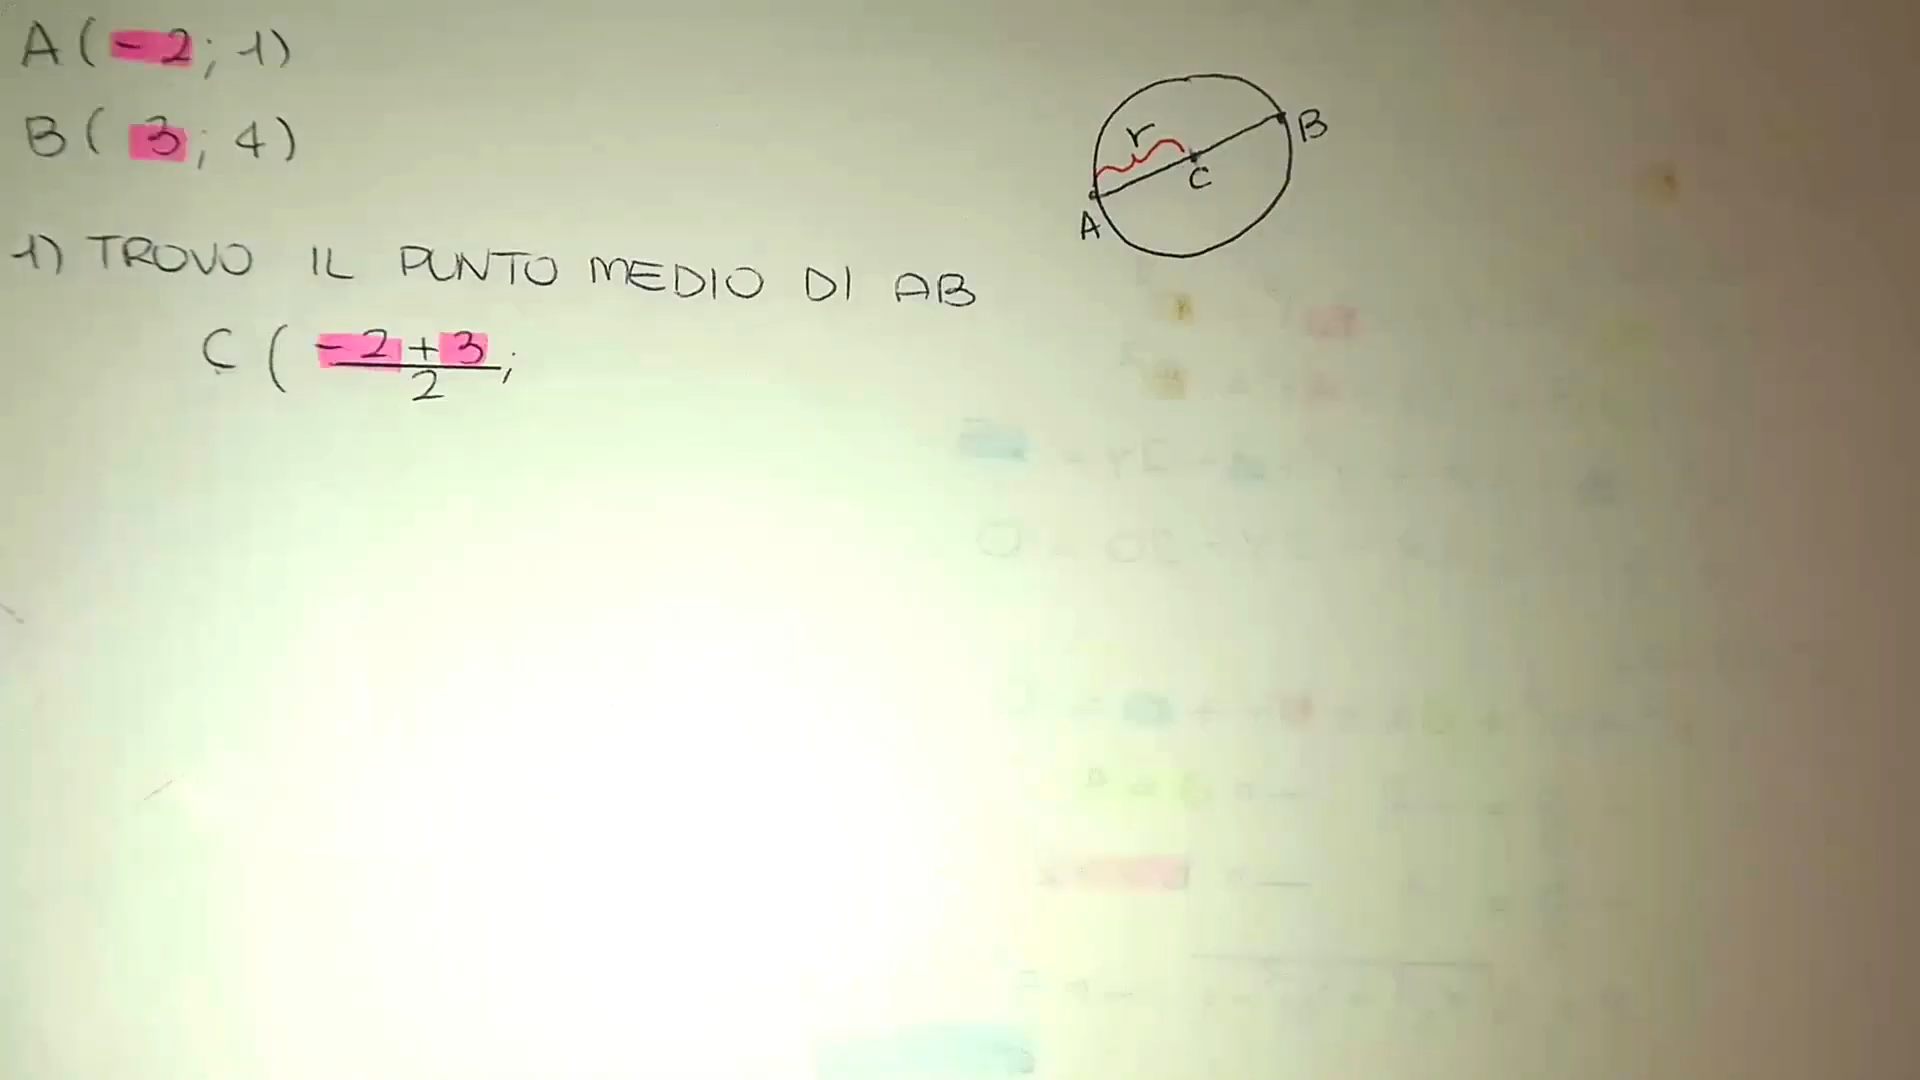 A(-2; 1)
B(3; 4)
r
B
C
A
1) TROVO IL PUNTO MEDIO DI AB
C(-2+3
2;